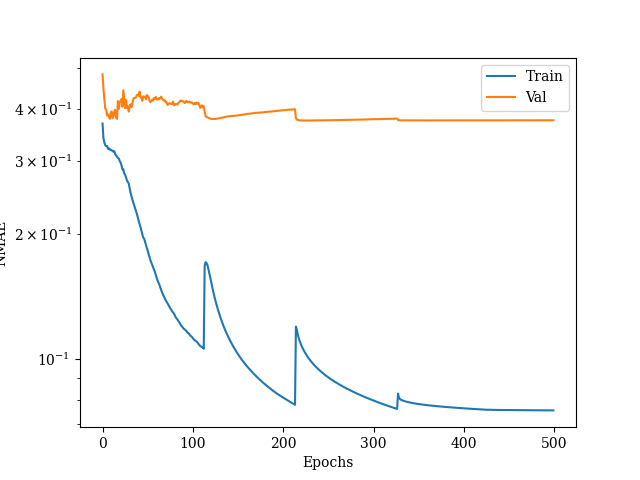 Train
Val
4 × 10⁻¹
3 × 10⁻¹
2 × 10⁻¹
10⁻¹
NMAE
0 100 200 300 400 500
Epochs